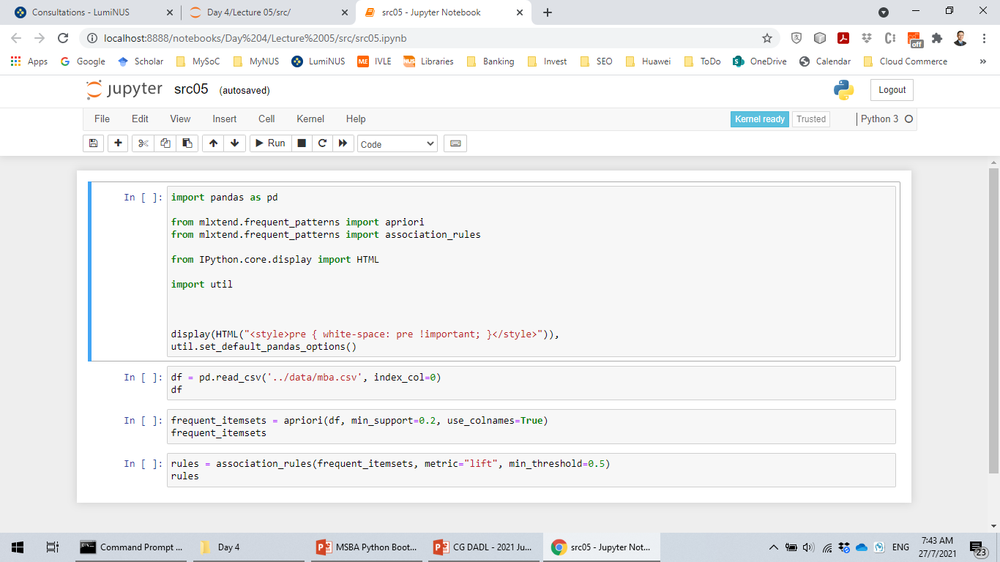 Consultations - LumiNUS
Day 4/Lecture 05/src/
src05 - Jupyter Notebook
localhost:8888/notebooks/Day%204/Lecture%2005/src/src05.ipynb
off
Apps Google Scholar MySoC MyNUS LumiNUS ME IVLE NUS Libraries Banking Invest SEO Huawei ToDo OneDrive Calendar Cloud Commerce »
jupyter src05 (autosaved) Logout
File Edit View Insert Cell Kernel Help Kernel ready Trusted Python 3
Run Code
In [ ]: import pandas as pd
from mlxtend.frequent_patterns import apriori
from mlxtend.frequent_patterns import association_rules
from IPython.core.display import HTML
import util
display(HTML("<style>pre { white-space: pre !important; }</style>")),
util.set_default_pandas_options()
In [ ]: df = pd.read_csv('../data/mba.csv', index_col=0)
df
In [ ]: frequent_itemsets = apriori(df, min_support=0.2, use_colnames=True)
frequent_itemsets
In [ ]: rules = association_rules(frequent_itemsets, metric="lift", min_threshold=0.5)
rules
Command Prompt ... Day 4 MSBA Python Boot... CG DADL - 2021 Ju... src05 - Jupyter Not... ENG
7:43 AM
27/7/2021
23